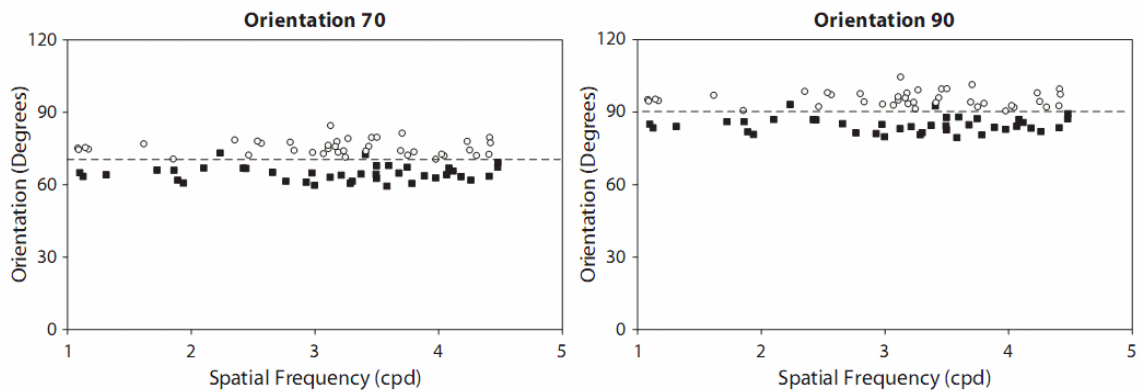 Orientation 70
120
90
60
30
0
Orientation (Degrees)
1 2 3 4 5
Spatial Frequency (cpd)
Orientation 90
120
90
60
30
0
Orientation (Degrees)
1 2 3 4 5
Spatial Frequency (cpd)